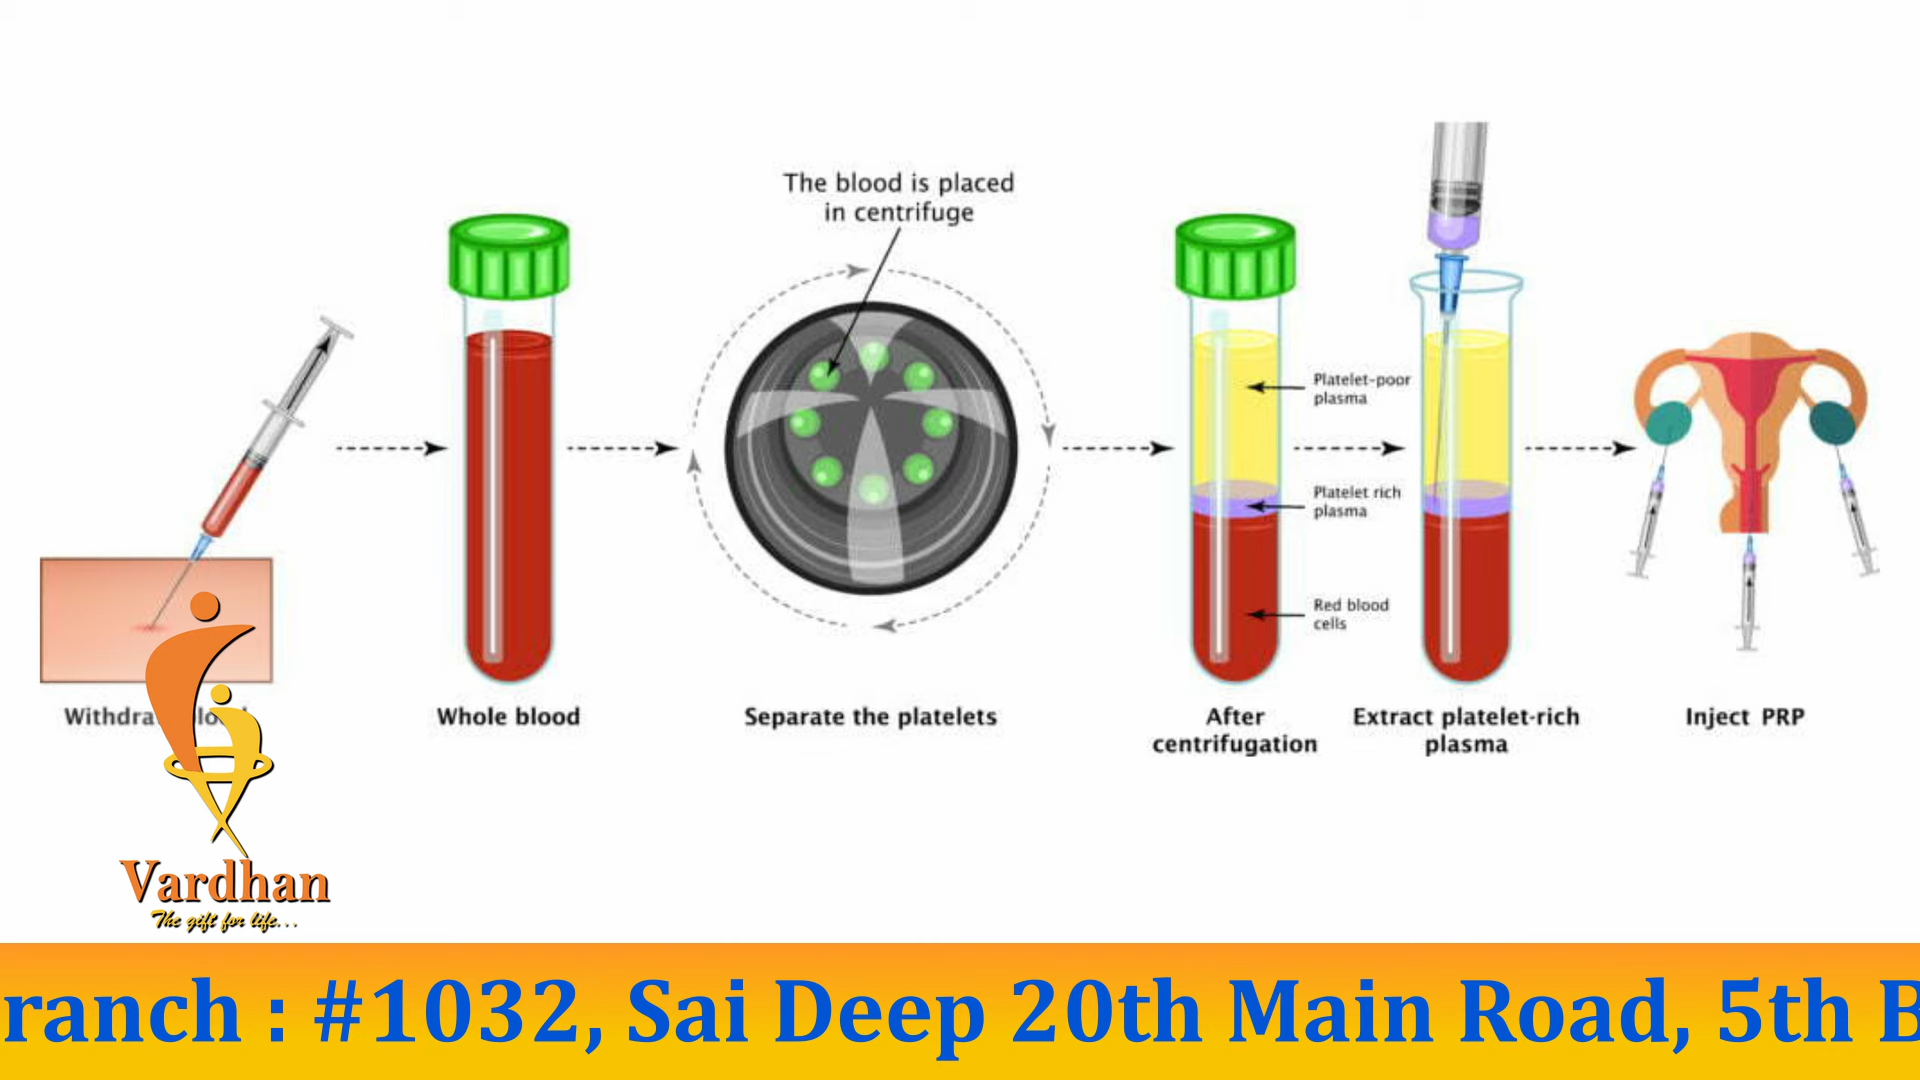 The blood is placed
in centrifuge
Platelet-poor
plasma
Platelet rich
plasma
Red blood
cells
Whole blood
Separate the platelets
After
centrifugation
Extract platelet-rich
plasma
Inject PRP
Vardhan
The gift for life...
ranch : #1032, Sai Deep 20th Main Road, 5th B